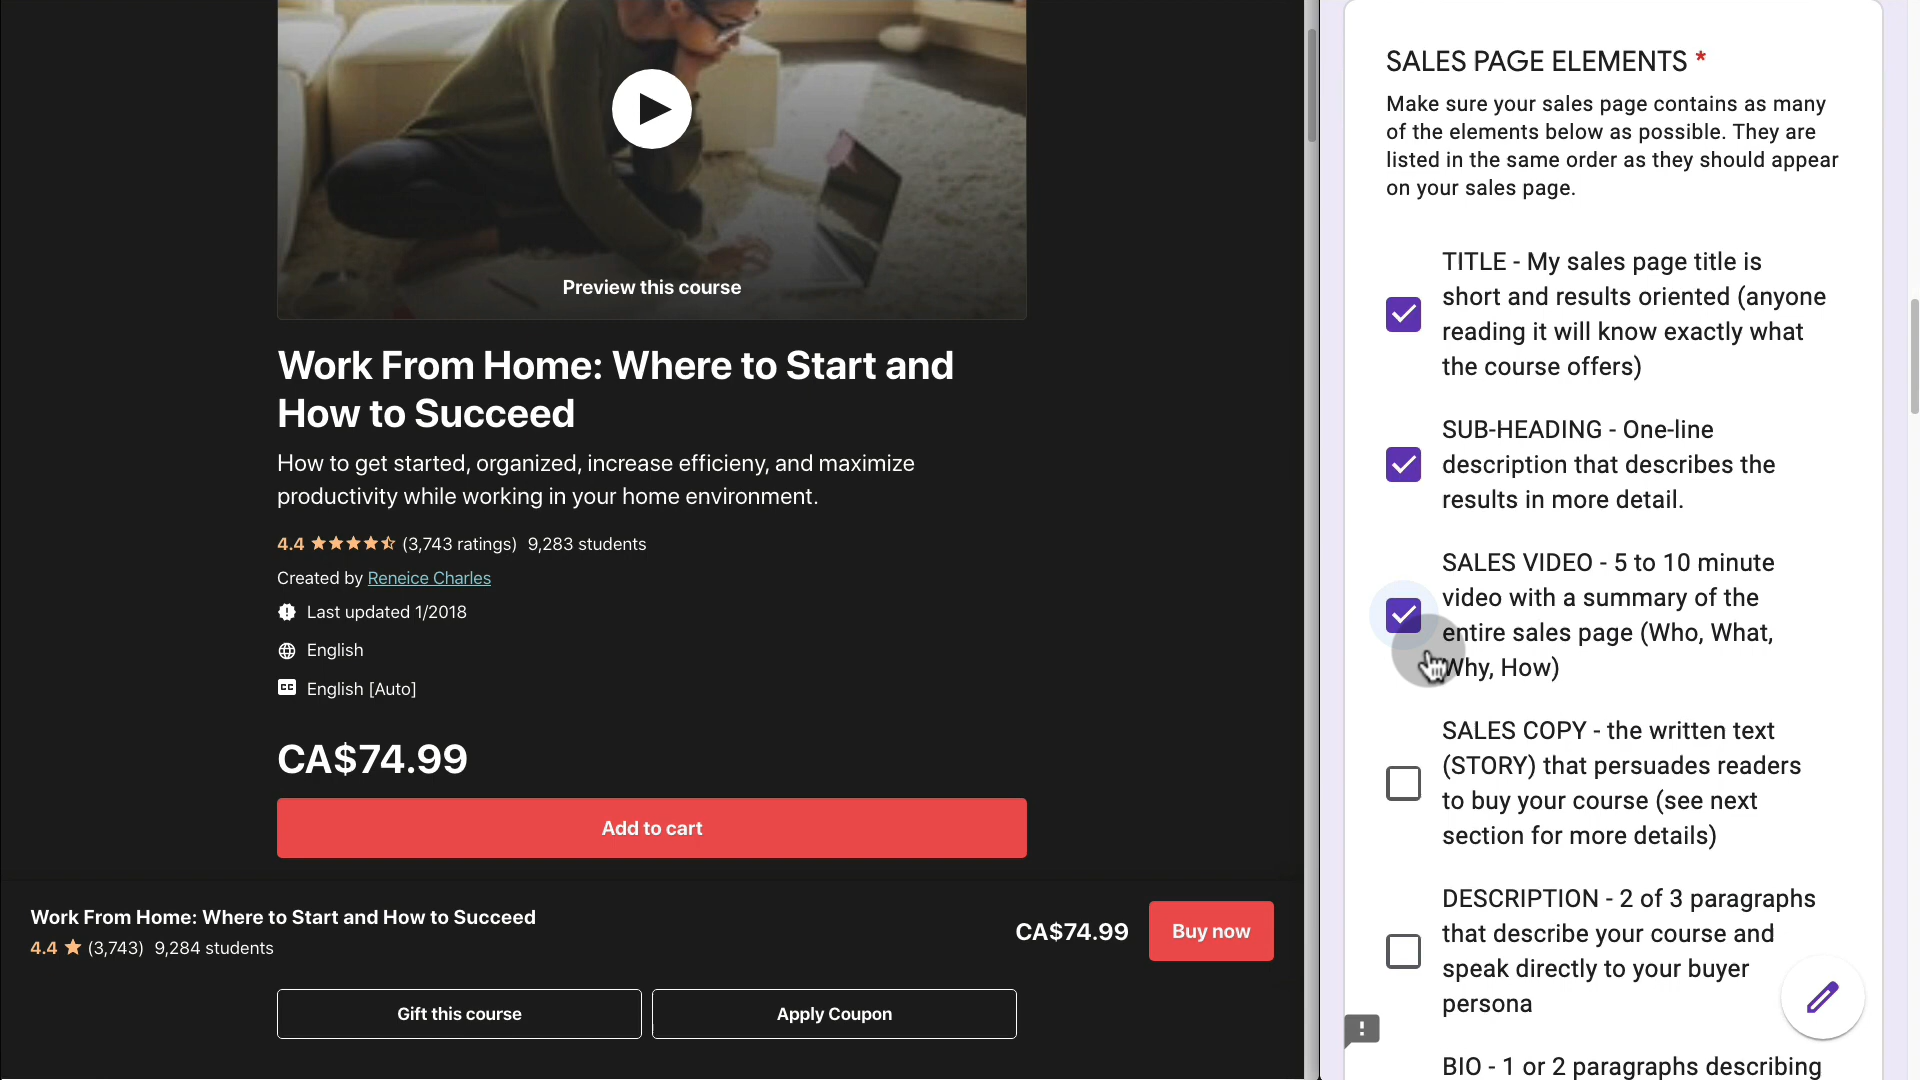 Preview this course
Work From Home: Where to Start and
How to Succeed
How to get started, organized, increase efficieny, and maximize
productivity while working in your home environment.
4.4 (3,743 ratings) 9,283 students
Created by Reneice Charles
Last updated 1/2018
English
CC English [Auto]
CA$74.99
Add to cart
Work From Home: Where to Start and How to Succeed
4.4 (3,743) 9,284 students
CA$74.99
Buy now
Gift this course
Apply Coupon
SALES PAGE ELEMENTS *
Make sure your sales page contains as many
of the elements below as possible. They are
listed in the same order as they should appear
on your sales page.
TITLE - My sales page title is
short and results oriented (anyone
reading it will know exactly what
the course offers)
SUB-HEADING - One-line
description that describes the
results in more detail.
SALES VIDEO - 5 to 10 minute
video with a summary of the
entire sales page (Who, What,
Why, How)
SALES COPY - the written text
(STORY) that persuades readers
to buy your course (see next
section for more details)
DESCRIPTION - 2 of 3 paragraphs
that describe your course and
speak directly to your buyer
persona
BIO - 1 or 2 paragraphs describing